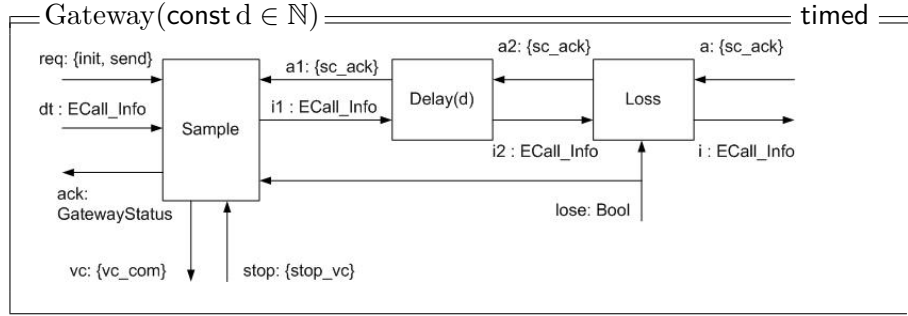 Gateway(const d ∈ ℕ) timed
req: {init, send}
a1: {sc_ack}
a2: {sc_ack}
a: {sc_ack}
dt : ECall_Info
Sample
i1 : ECall_Info
Delay(d)
Loss
i2 : ECall_Info
i : ECall_Info
ack:
GatewayStatus
lose: Bool
vc: {vc_com}
stop: {stop_vc}